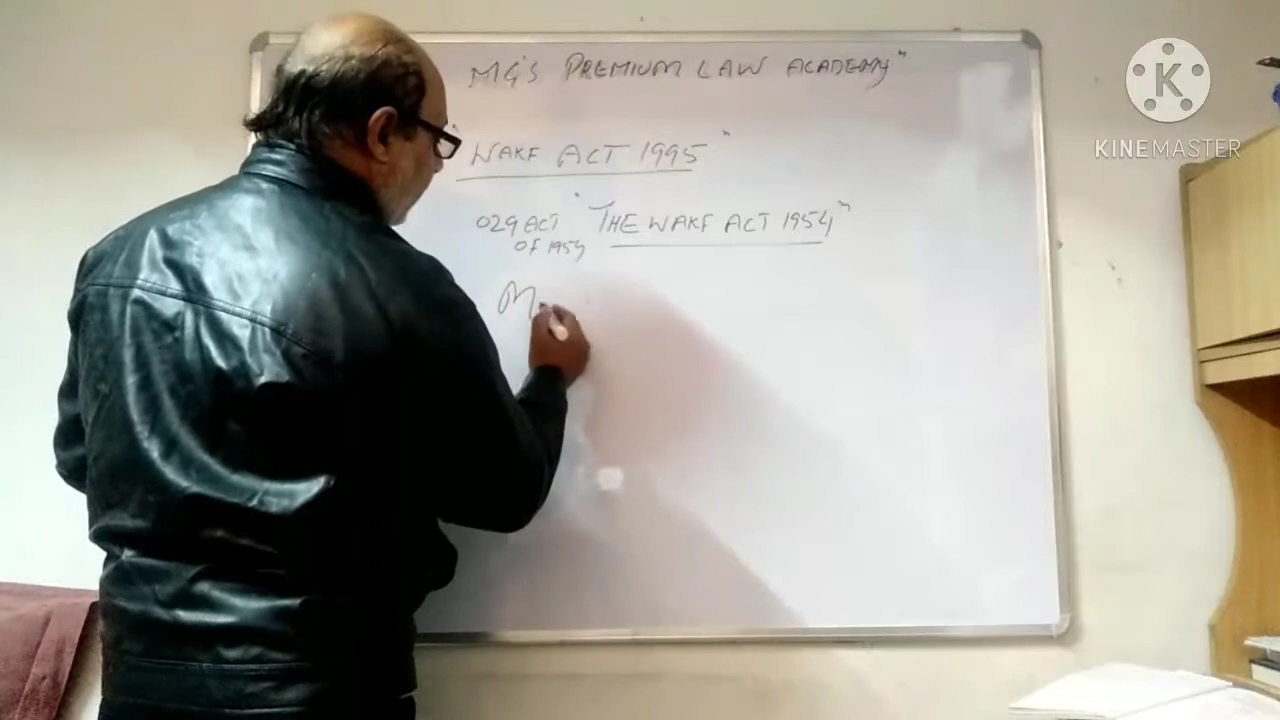 MG'S PREMIUM LAW ACADEMY"
"WAKF ACT 1995"
029 ACT "THE WAKF ACT 1954"
OF 1954
M
K
KINEMASTER